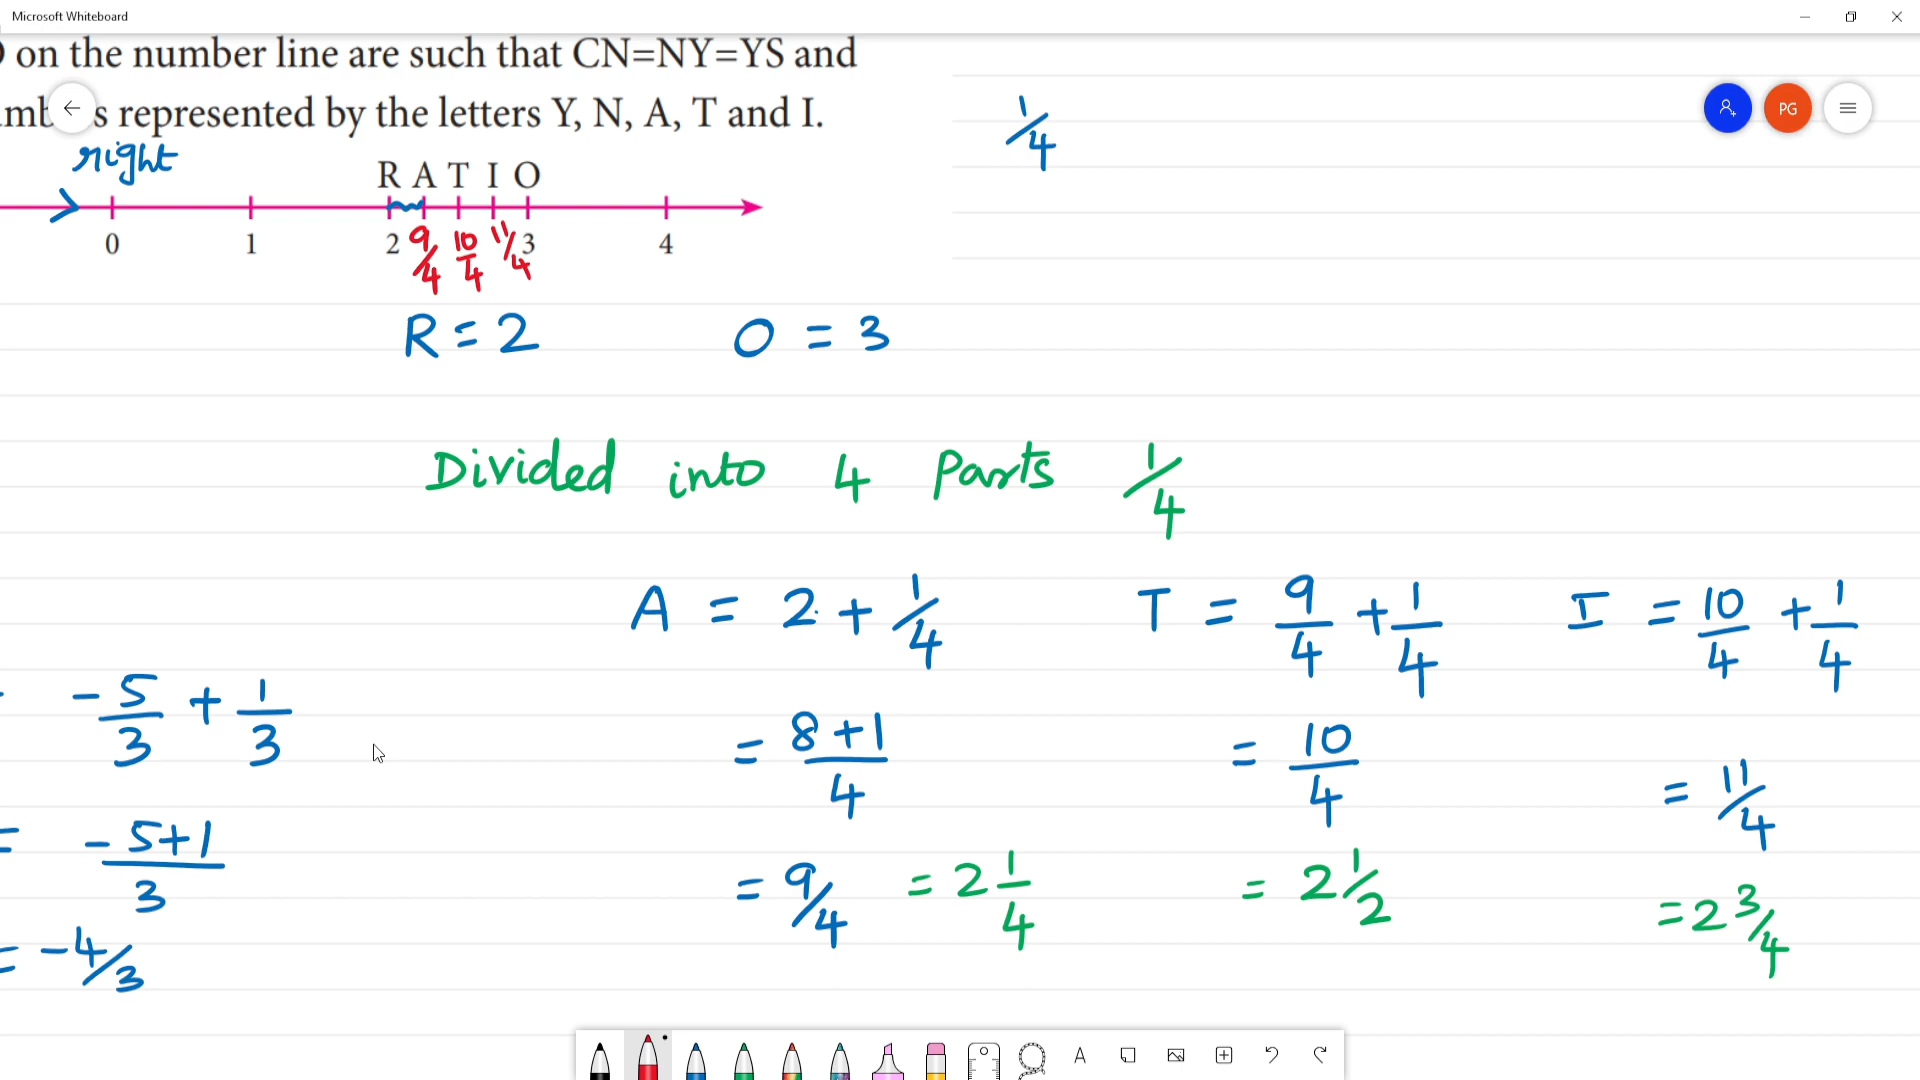 Microsoft Whiteboard
on the number line are such that CN=NY=YS and
s represented by the letters Y, N, A, T and I.
PG
1/4
right
R A T I O
0 1 2 3 4
9/4 10/4 11/4
R = 2 O = 3
Divided into 4 Parts 1/4
A = 2 + 1/4 T = 9/4 + 1/4 I = 10/4 + 1/4
-5/3 + 1/3 = 8+1/4 = 10/4 = 11/4
= -5+1/3 = 9/4 = 2 1/4 = 2 1/2 = 2 3/4
= -4/3
A